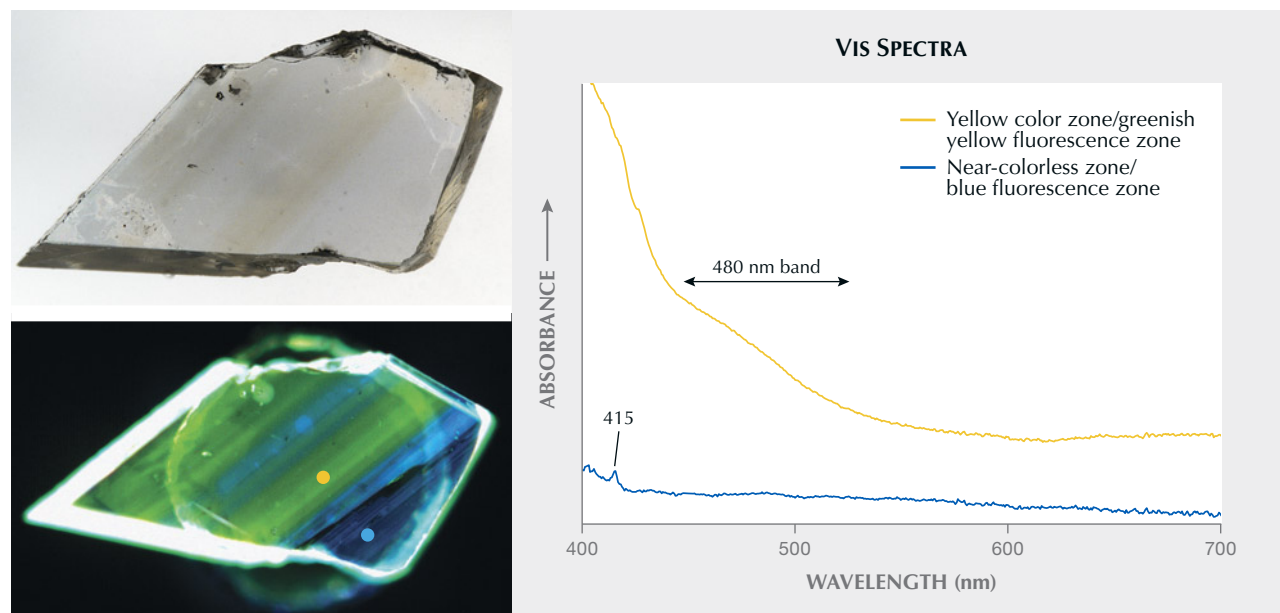 VIS SPECTRA
Yellow color zone/greenish
yellow fluorescence zone
Near-colorless zone/
blue fluorescence zone
480 nm band
415
ABSORBANCE
400 500 600 700
WAVELENGTH (nm)